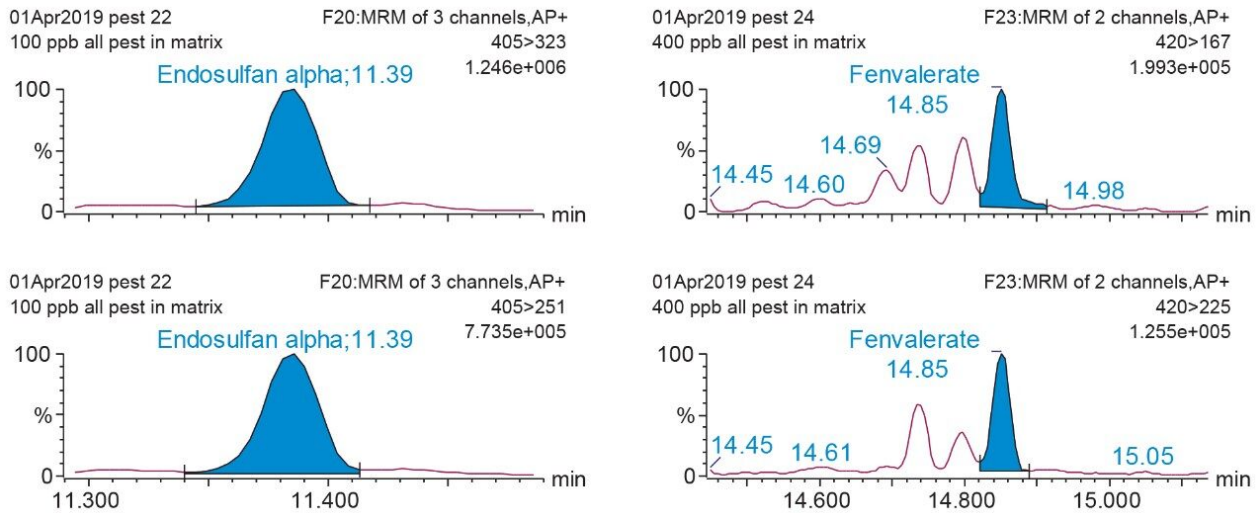 01Apr2019 pest 22 F20:MRM of 3 channels,AP+
100 ppb all pest in matrix 405>323
1.246e+006
Endosulfan alpha;11.39
100
%
0
min
01Apr2019 pest 24 F23:MRM of 2 channels,AP+
400 ppb all pest in matrix 420>167
1.993e+005
Fenvalerate
14.85
100
14.69
%
14.45 14.60 14.98
0
min
01Apr2019 pest 22 F20:MRM of 3 channels,AP+
100 ppb all pest in matrix 405>251
7.735e+005
Endosulfan alpha;11.39
100
%
0
min
11.300 11.400
01Apr2019 pest 24 F23:MRM of 2 channels,AP+
400 ppb all pest in matrix 420>225
1.255e+005
Fenvalerate
14.85
100
%
14.45 14.61 15.05
0
min
14.600 14.800 15.000